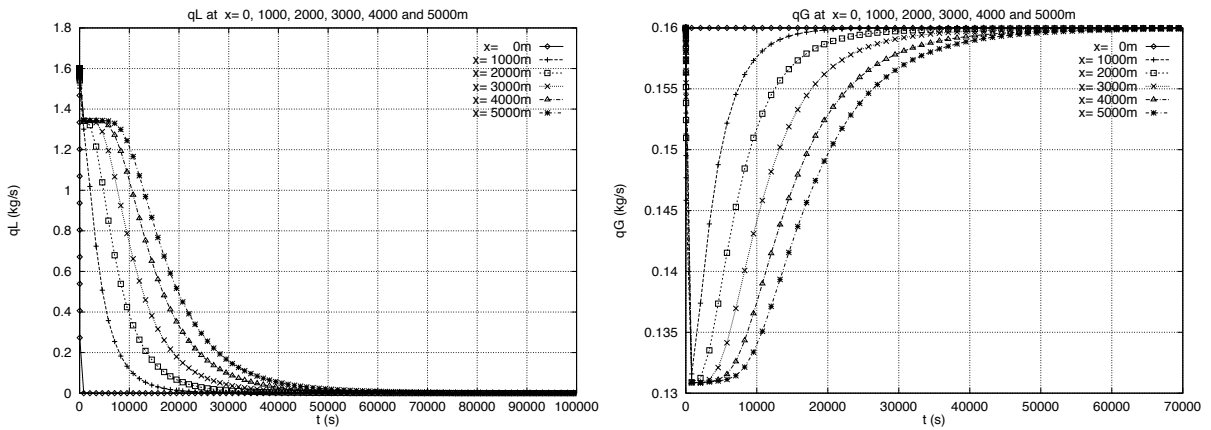 qL at x= 0, 1000, 2000, 3000, 4000 and 5000m
1.8
1.6
1.4
1.2
1
0.8
0.6
0.4
0.2
0
qL (kg/s)
x= 0m
x= 1000m
x= 2000m
x= 3000m
x= 4000m
x= 5000m
0 10000 20000 30000 40000 50000 60000 70000 80000 90000 100000
t (s)
qG at x= 0, 1000, 2000, 3000, 4000 and 5000m
0.16
0.155
0.15
0.145
0.14
0.135
0.13
qG (kg/s)
x= 0m
x= 1000m
x= 2000m
x= 3000m
x= 4000m
x= 5000m
0 10000 20000 30000 40000 50000 60000 70000
t (s)